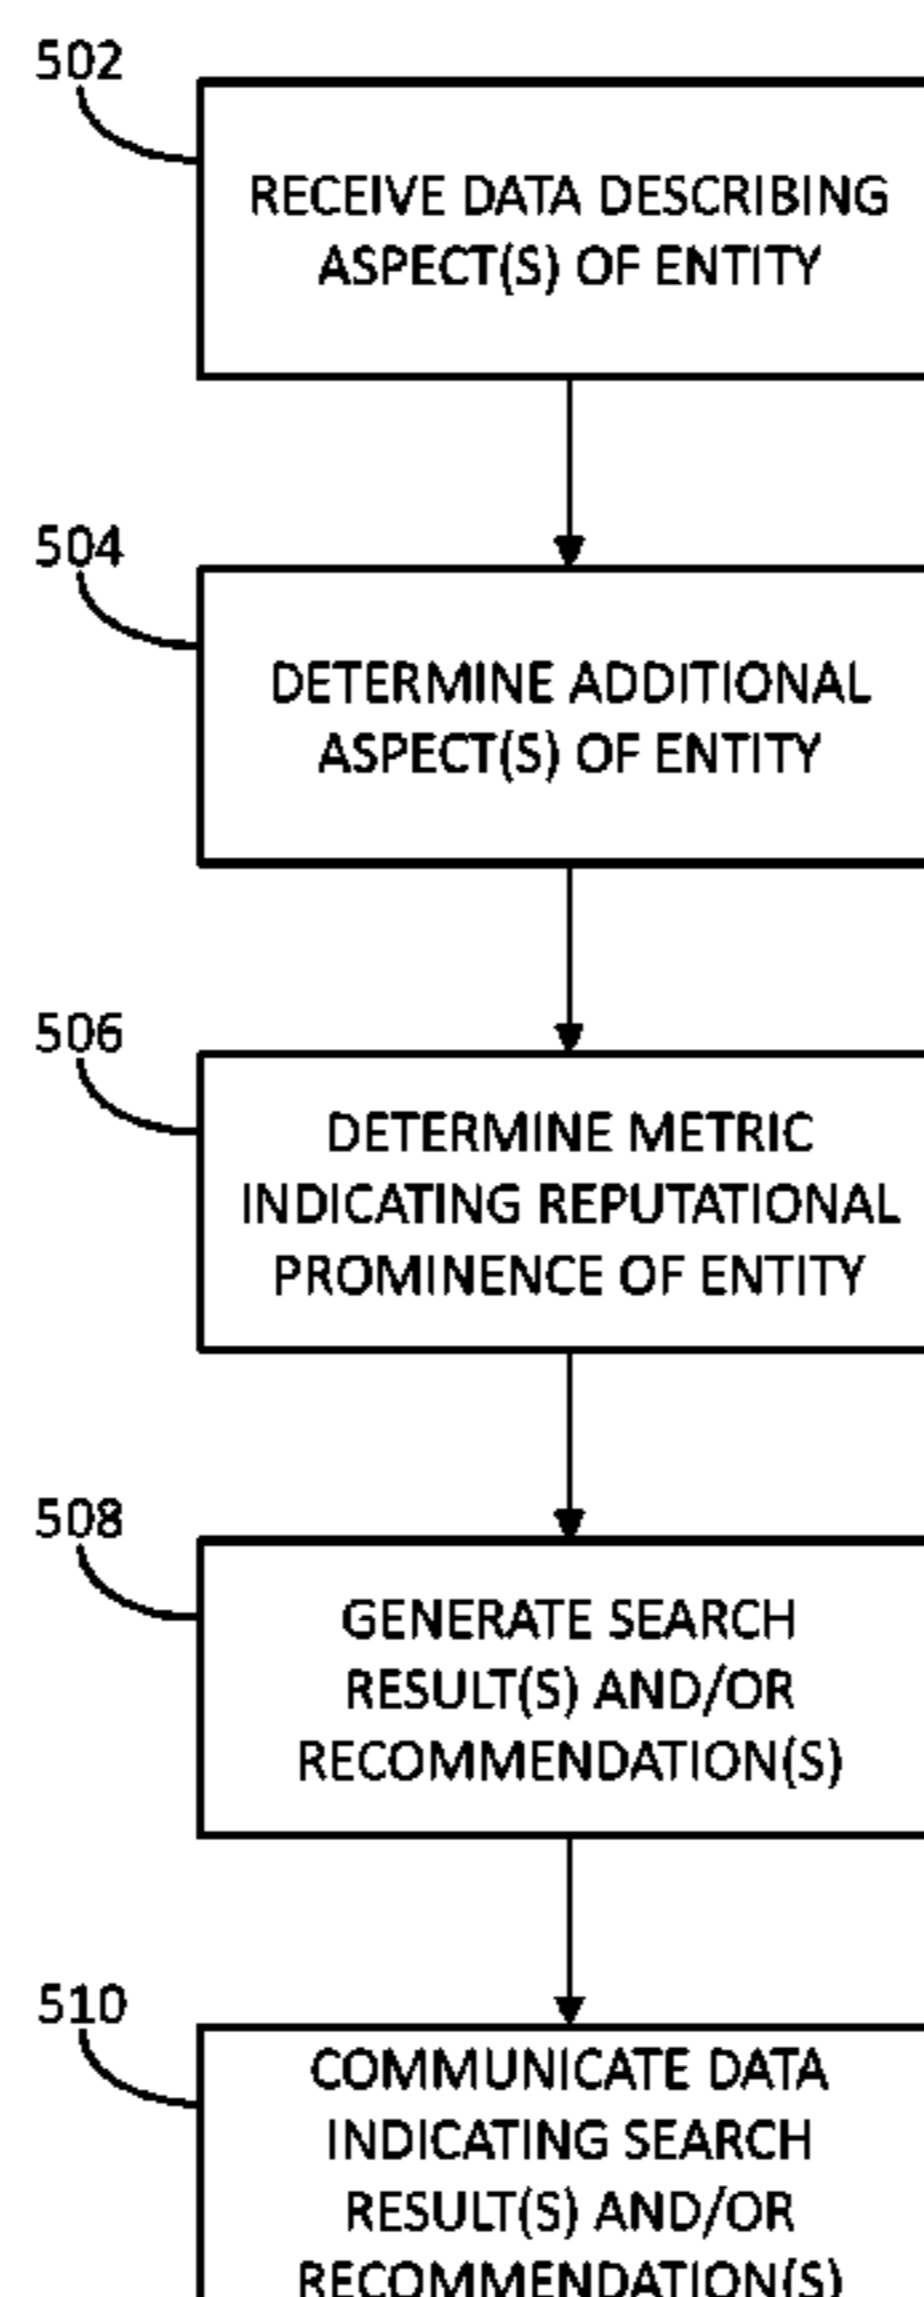 502
RECEIVE DATA DESCRIBING
ASPECT(S) OF ENTITY
504
DETERMINE ADDITIONAL
ASPECT(S) OF ENTITY
506
DETERMINE METRIC
INDICATING REPUTATIONAL
PROMINENCE OF ENTITY
508
GENERATE SEARCH
RESULT(S) AND/OR
RECOMMENDATION(S)
510
COMMUNICATE DATA
INDICATING SEARCH
RESULT(S) AND/OR
RECOMMENDATION(S)